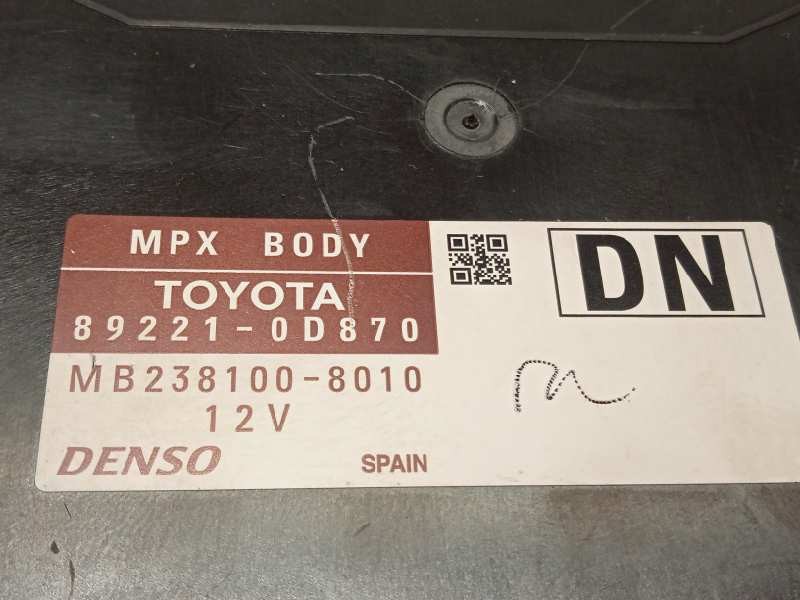 MPX BODY
TOYOTA
89221-0D870
MB238100-8010
12V
DENSO
SPAIN
DN